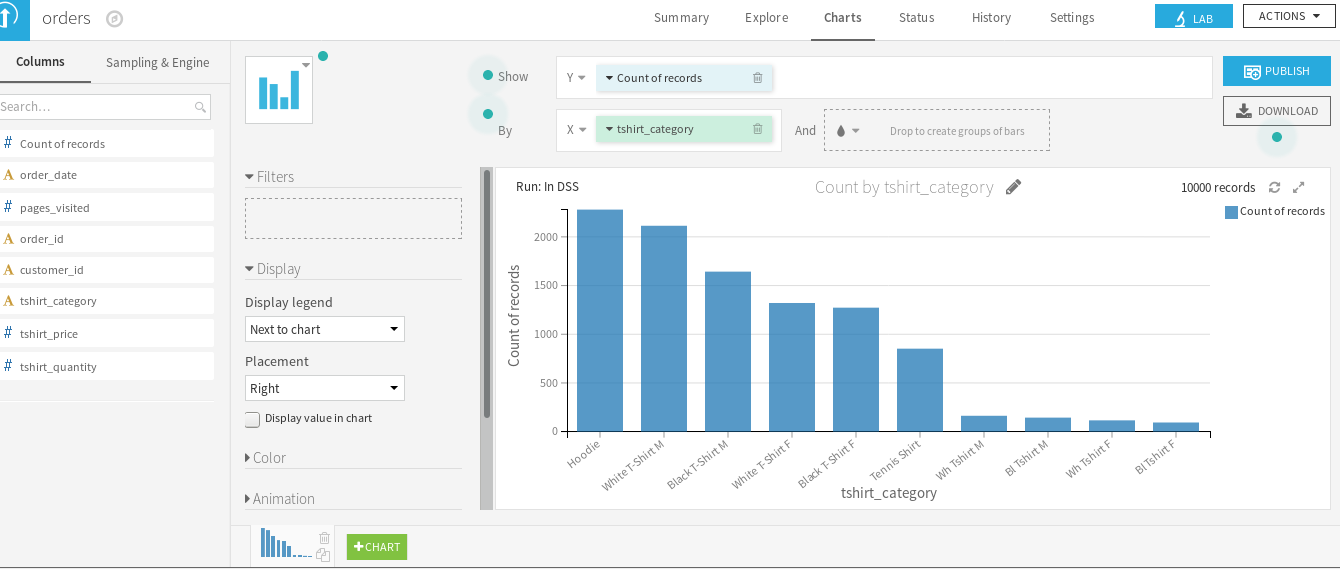 orders
Summary
Explore
Charts
Status
History
Settings
LAB
ACTIONS
Columns
Sampling & Engine
Search...
# Count of records
A order_date
# pages_visited
A order_id
A customer_id
A tshirt_category
# tshirt_price
# tshirt_quantity
Show
Y
Count of records
By
X
tshirt_category
And
Drop to create groups of bars
PUBLISH
DOWNLOAD
Filters
Display
Display legend
Next to chart
Placement
Right
Display value in chart
Color
Animation
Run: In DSS
Count by tshirt_category
10000 records
Count of records
Count of records
2000
1500
1000
500
0
Hoodie
White T-Shirt M
Black T-Shirt M
White T-Shirt F
Black T-Shirt F
Tennis Shirt
Wh Tshirt M
Bl Tshirt M
Wh Tshirt F
Bl Tshirt F
tshirt_category
+CHART